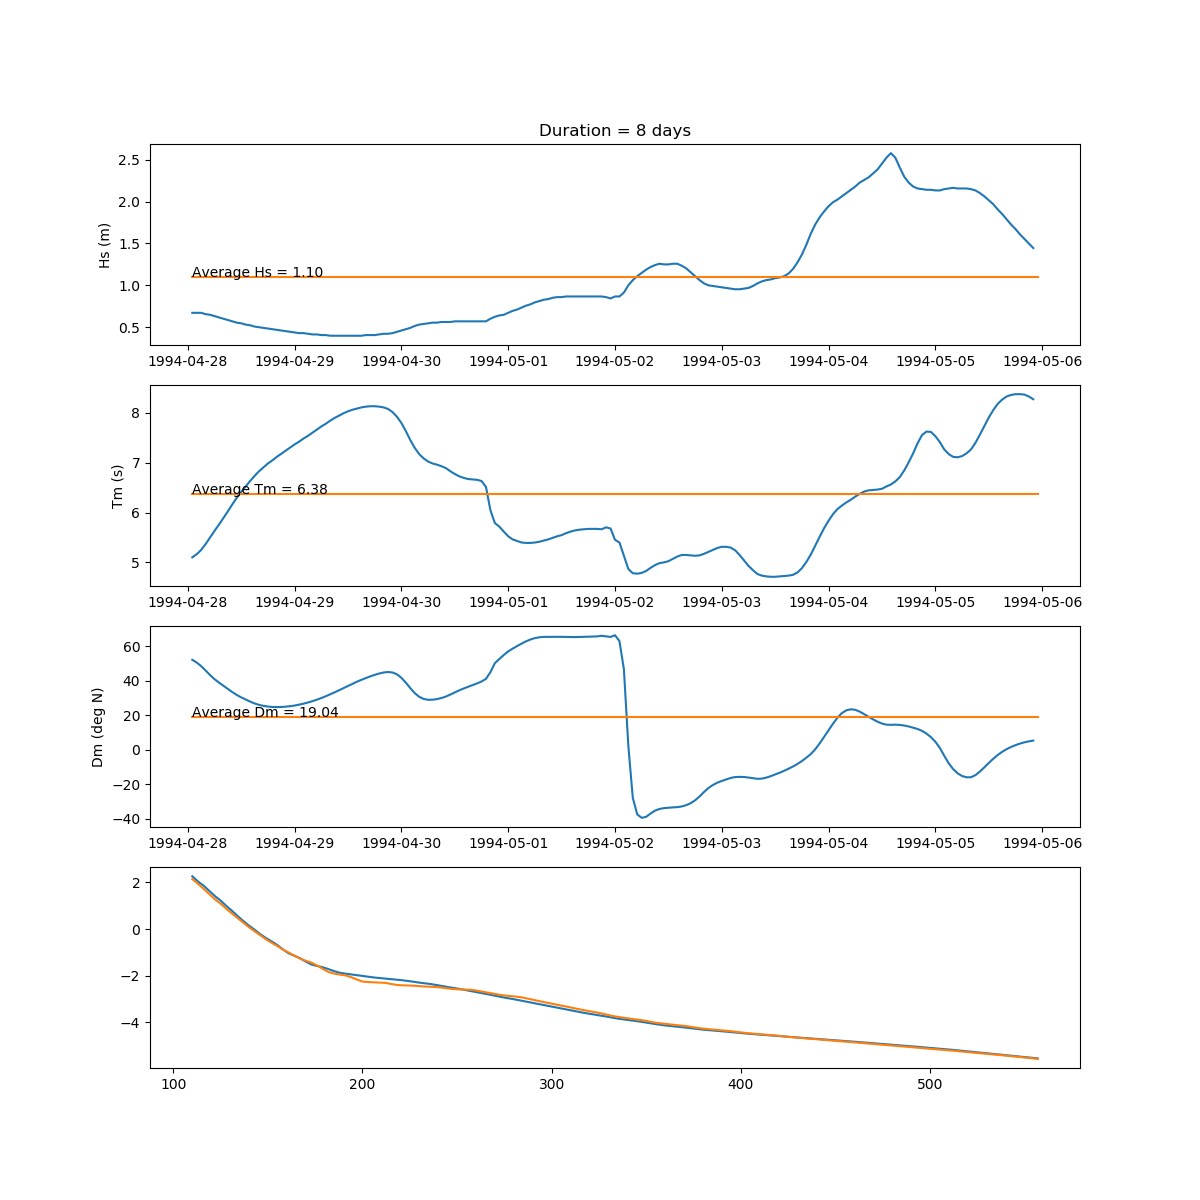 Duration = 8 days
Hs (m)
2.5
2.0
1.5
1.0
0.5
Average Hs = 1.10
1994-04-28 1994-04-29 1994-04-30 1994-05-01 1994-05-02 1994-05-03 1994-05-04 1994-05-05 1994-05-06
Tm (s)
8
7
6
5
Average Tm = 6.38
1994-04-28 1994-04-29 1994-04-30 1994-05-01 1994-05-02 1994-05-03 1994-05-04 1994-05-05 1994-05-06
Dm (deg N)
60
40
20
0
−20
−40
Average Dm = 19.04
1994-04-28 1994-04-29 1994-04-30 1994-05-01 1994-05-02 1994-05-03 1994-05-04 1994-05-05 1994-05-06
2
0
−2
−4
100 200 300 400 500